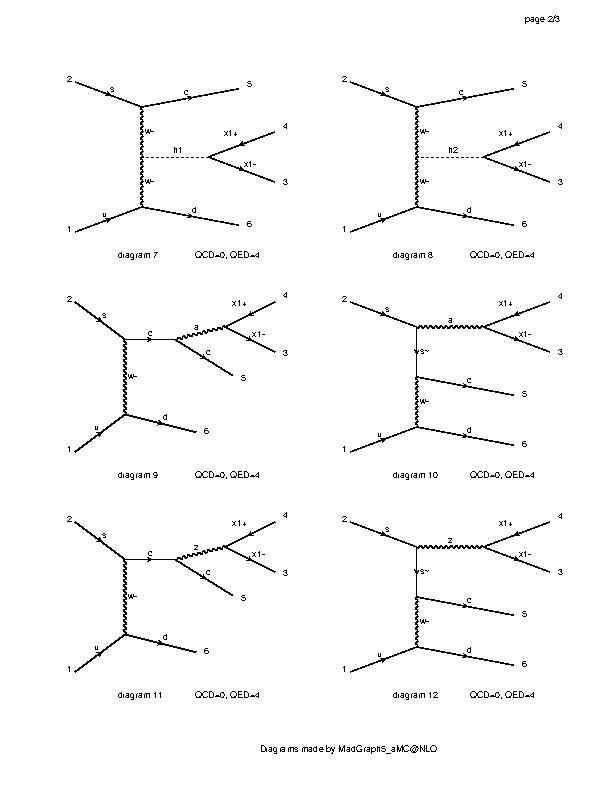 page 2/3
2 s c 5
w-
x1+ 4
h1
w- x1- 3
u d
1 6
diagram 7 QCD=0, QED=4
2 s c 5
w-
x1+ 4
h2
w- x1- 3
u d
1 6
diagram 8 QCD=0, QED=4
2 s x1+ 4
a
c x1- 3
c
w- 5
u d
1 6
diagram 9 QCD=0, QED=4
2 s a x1+ 4
s~ x1- 3
c
w- 5
u d
1 6
diagram 10 QCD=0, QED=4
2 s x1+ 4
z
c x1- 3
c
w- 5
u d
1 6
diagram 11 QCD=0, QED=4
2 s z x1+ 4
s~ x1- 3
c
w- 5
u d
1 6
diagram 12 QCD=0, QED=4
Diagrams made by MadGraph5_aMC@NLO